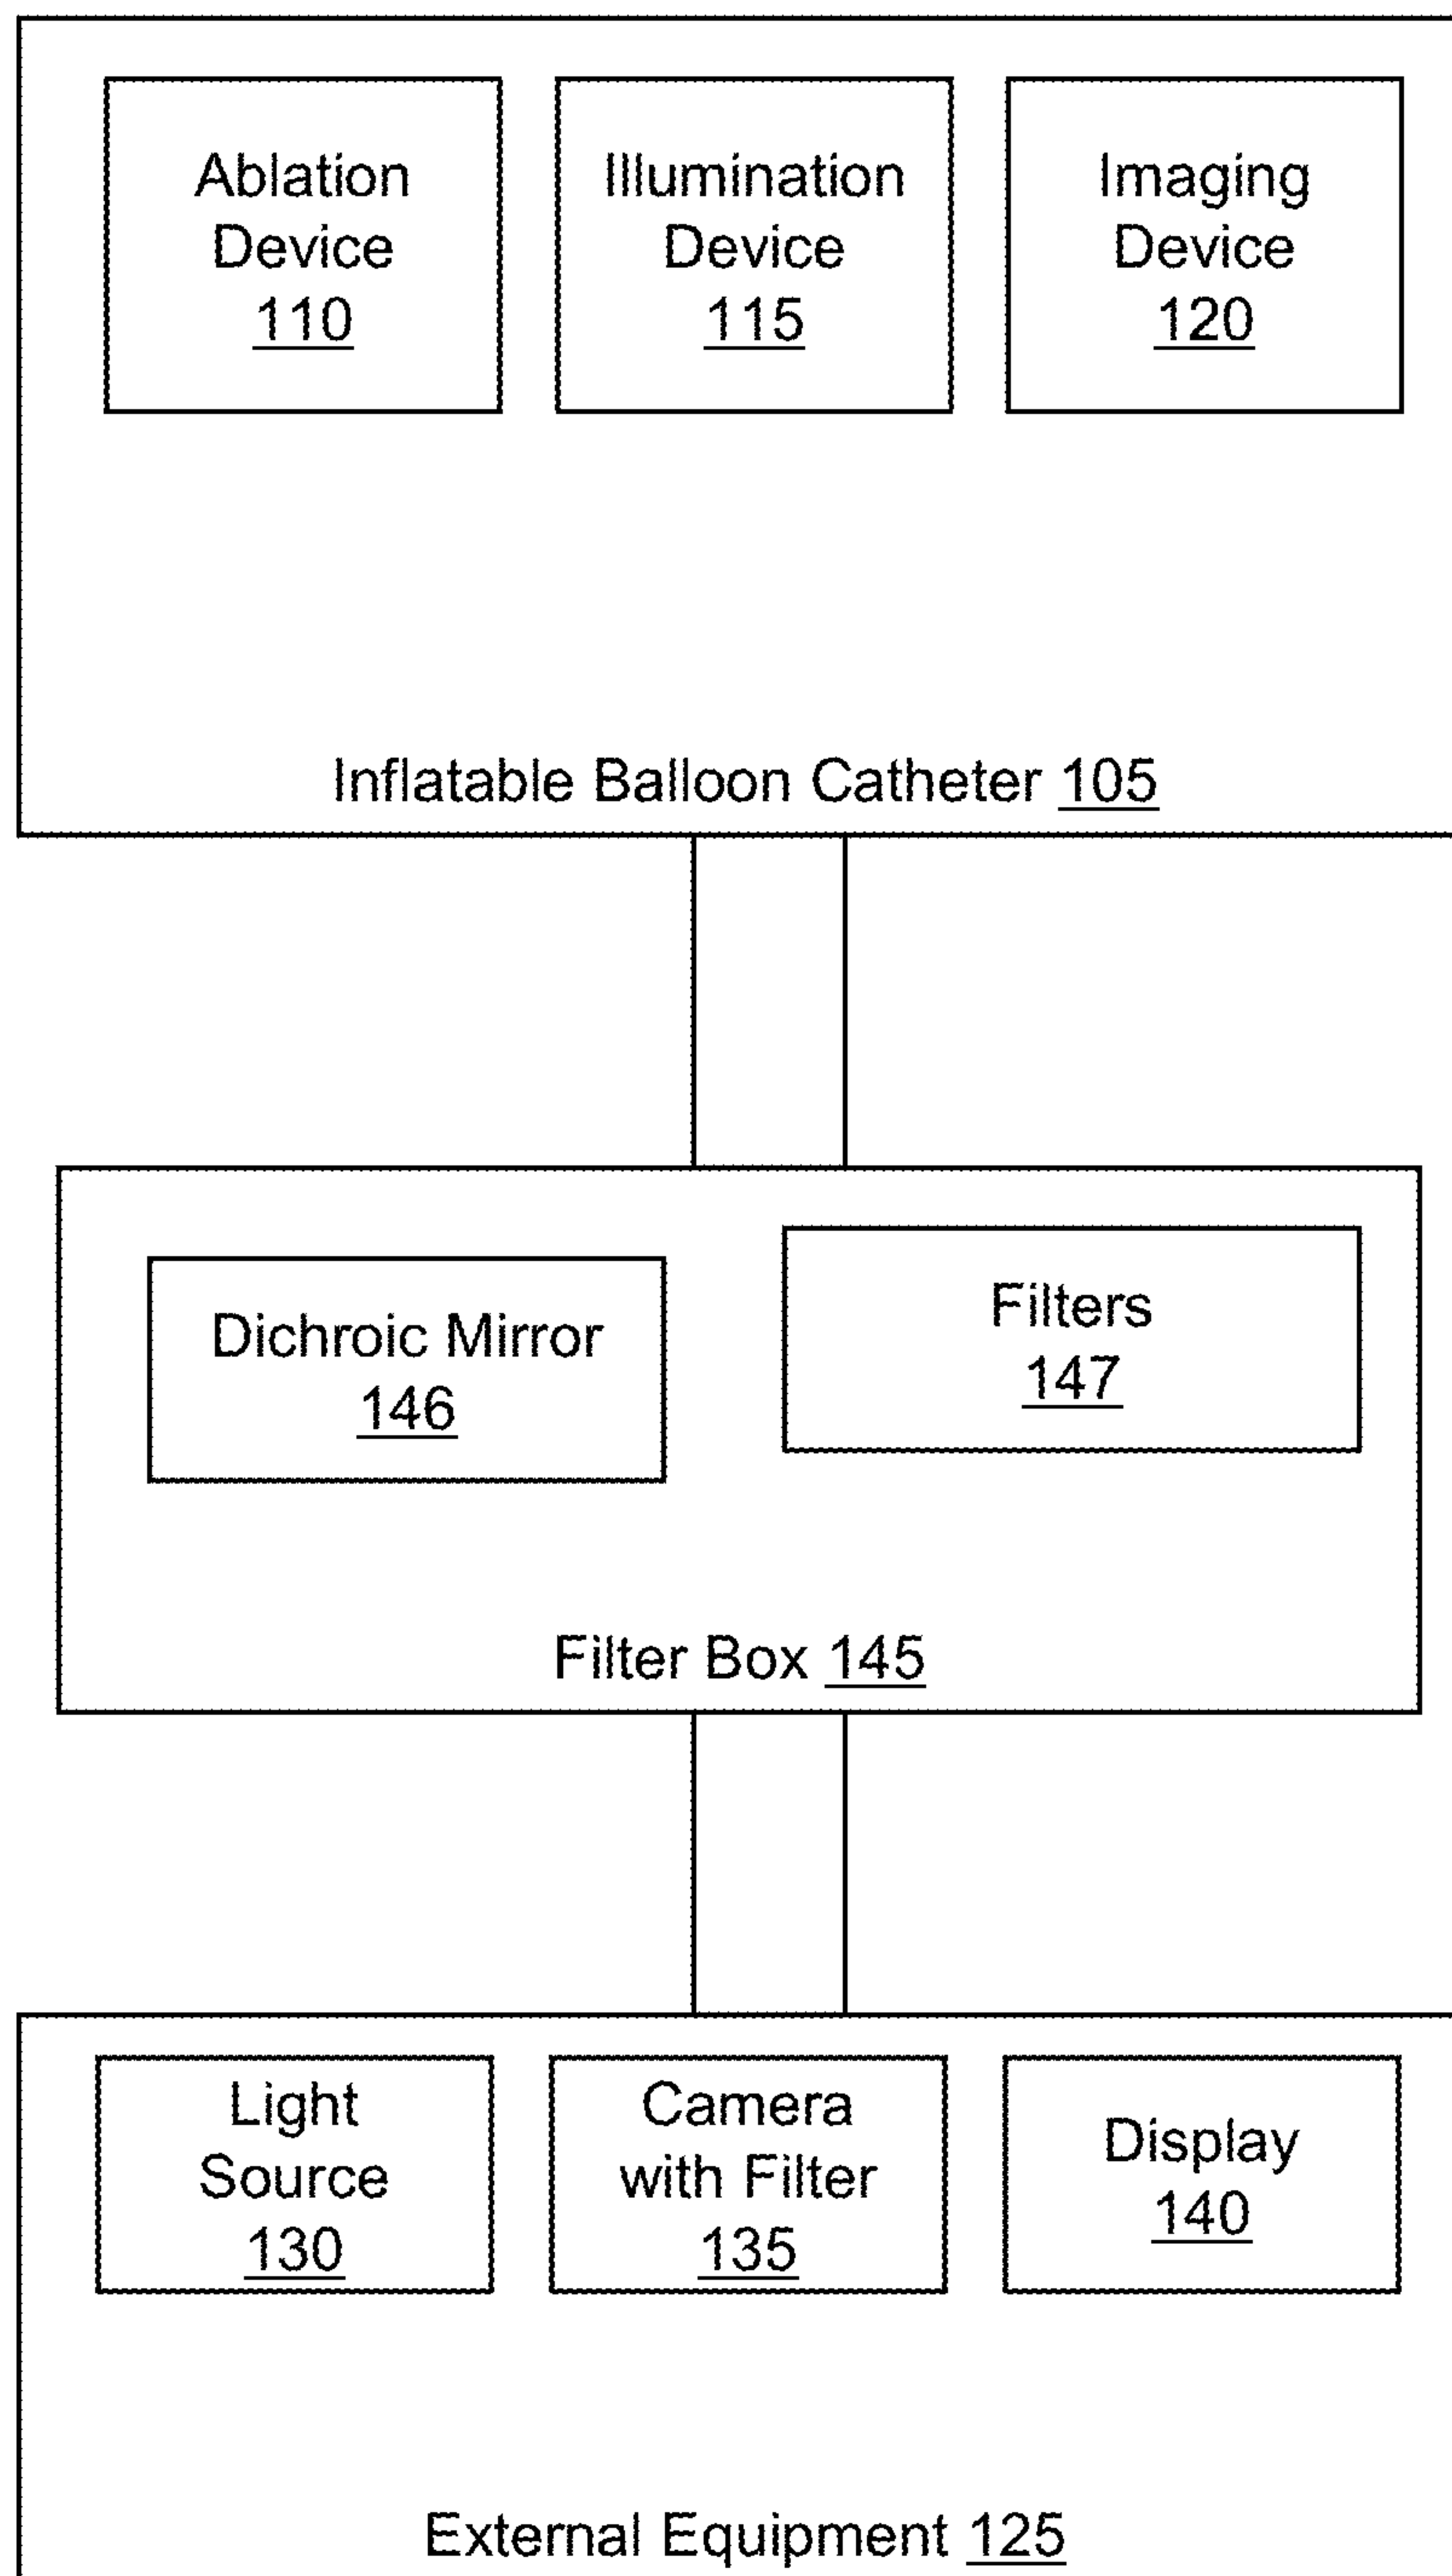 Ablation
Device
110
Illumination
Device
115
Imaging
Device
120
Inflatable Balloon Catheter 105
Dichroic Mirror
146
Filters
147
Filter Box 145
Light
Source
130
Camera
with Filter
135
Display
140
External Equipment 125